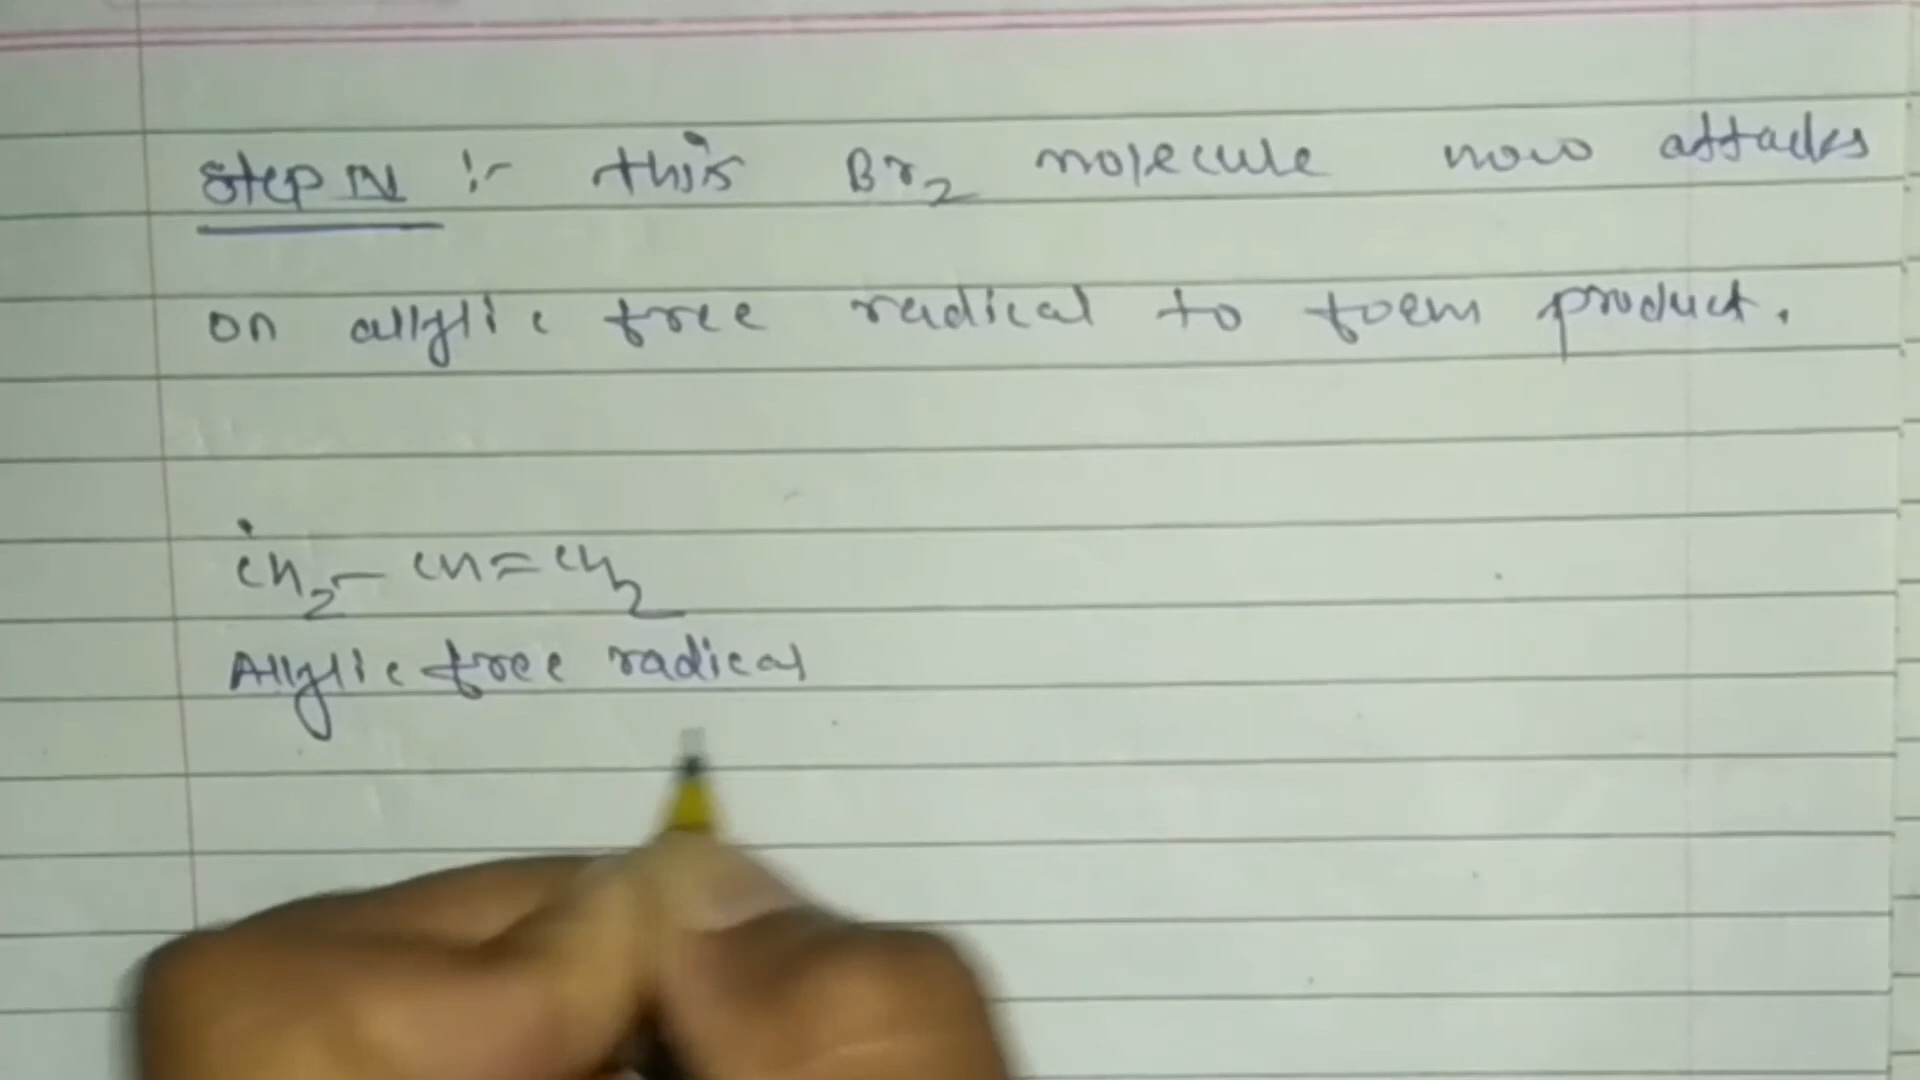 Step IV :- this Br2 molecule now attacks
on allylic free radical to form product.
ĊH2-CH=CH2
Allylic free radical